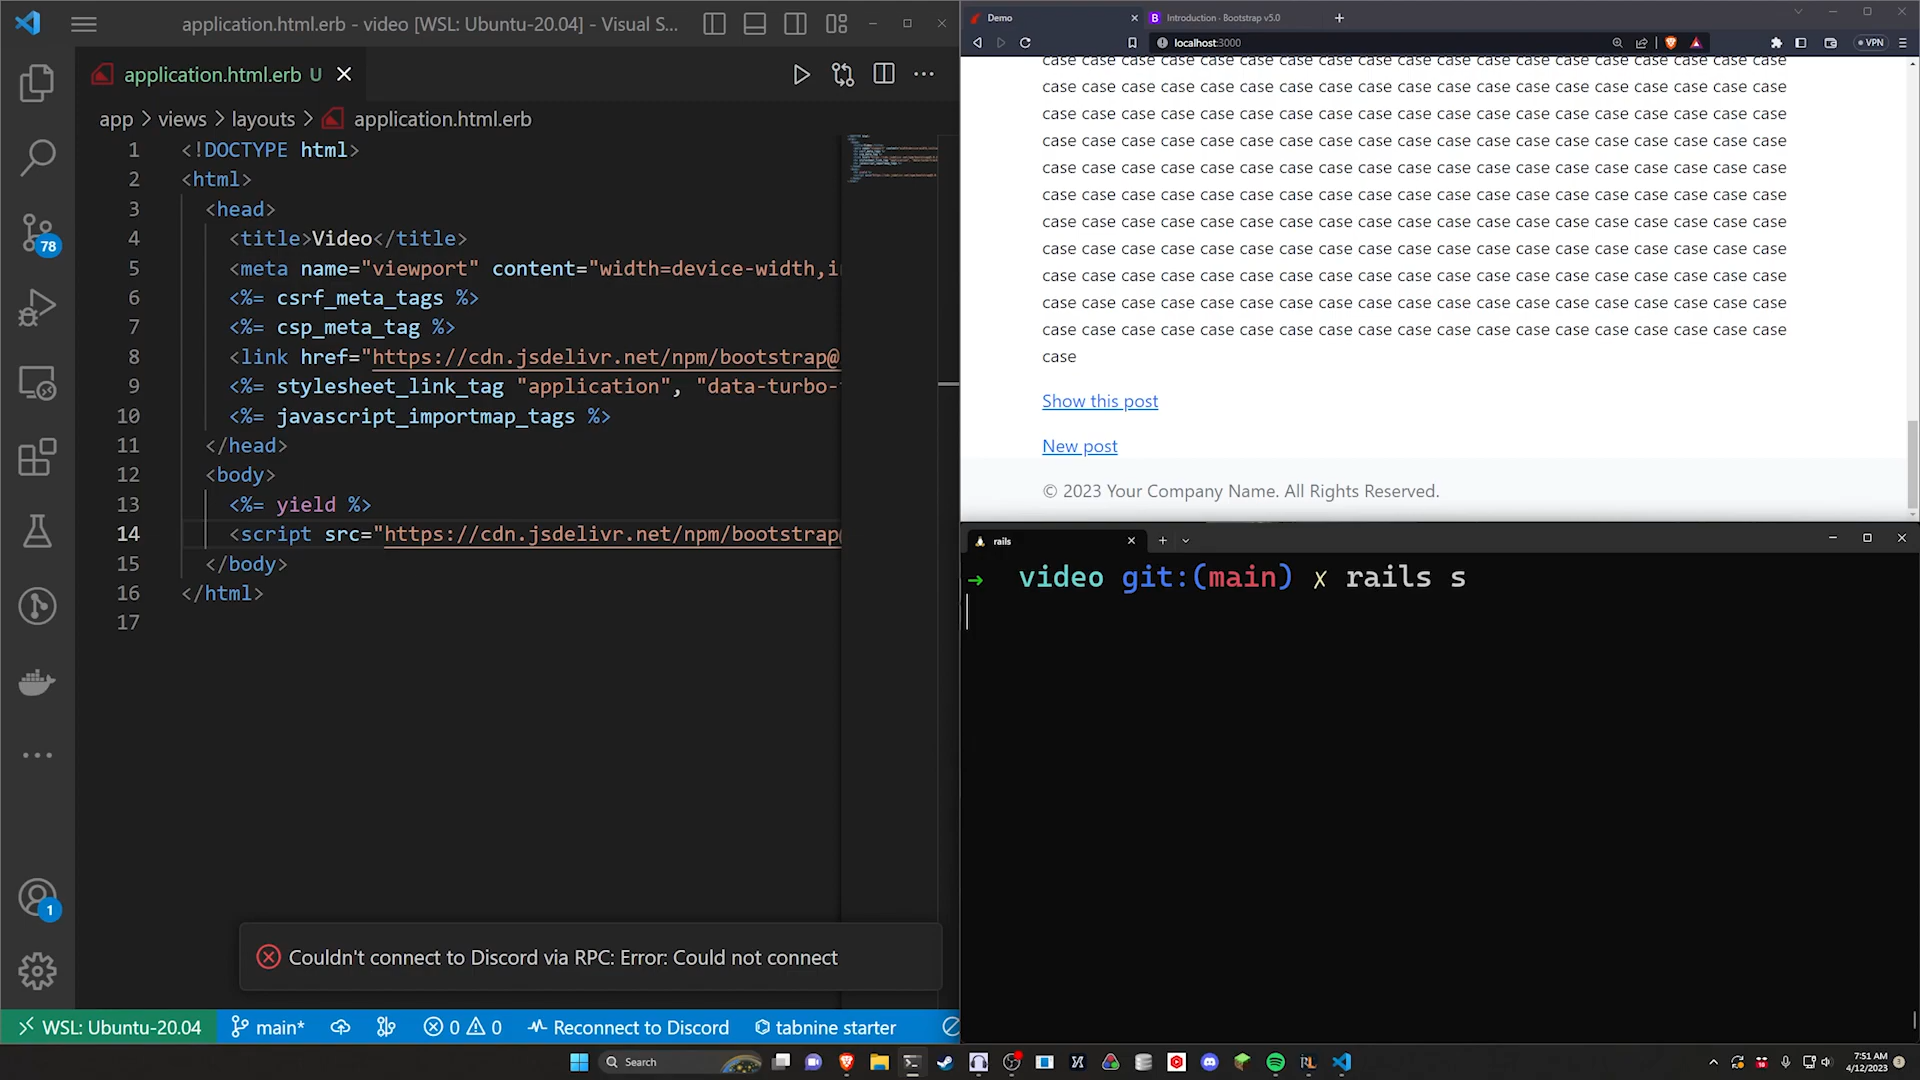 application.html.erb - video [WSL: Ubuntu-20.04] - Visual S...
application.html.erb U
app > views > layouts > application.html.erb
1 <!DOCTYPE html>
2 <html>
3 <head>
4 <title>Video</title>
5 <meta name="viewport" content="width=device-width,in
6 <%= csrf_meta_tags %>
7 <%= csp_meta_tag %>
8 <link href="https://cdn.jsdelivr.net/npm/bootstrap@
9 <%= stylesheet_link_tag "application", "data-turbo-
10 <%= javascript_importmap_tags %>
11 </head>
12 <body>
13 <%= yield %>
14 <script src="https://cdn.jsdelivr.net/npm/bootstrap@
15 </body>
16 </html>
17
78
1
Couldn't connect to Discord via RPC: Error: Could not connect
WSL: Ubuntu-20.04 main* 0 0 Reconnect to Discord tabnine starter
Demo
Introduction · Bootstrap v5.0
localhost:3000
VPN
case case case case case case case case case case case case case case case case case case case
case case case case case case case case case case case case case case case case case case case
case case case case case case case case case case case case case case case case case case case
case case case case case case case case case case case case case case case case case case case
case case case case case case case case case case case case case case case case case case case
case case case case case case case case case case case case case case case case case case case
case case case case case case case case case case case case case case case case case case case
case case case case case case case case case case case case case case case case case case case
case case case case case case case case case case case case case case case case case case case
case case case case case case case case case case case case case case case case case case case
case case case case case case case case case case case case case case case case case case case
case
Show this post
New post
© 2023 Your Company Name. All Rights Reserved.
rails
→ video git:(main) ✗ rails s
Search
7:51 AM
4/12/2023